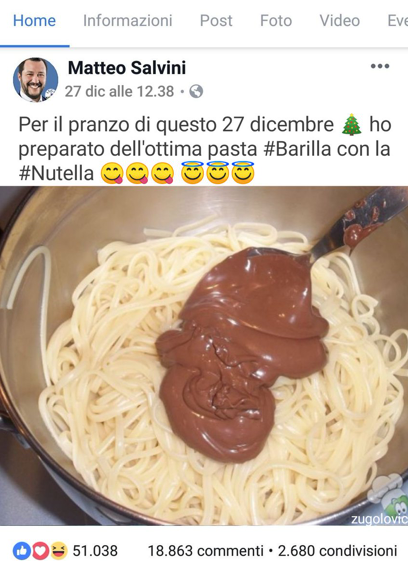 Home Informazioni Post Foto Video Eve
Matteo Salvini
27 dic alle 12.38 •
Per il pranzo di questo 27 dicembre 🎄 ho
preparato dell'ottima pasta #Barilla con la
#Nutella 😋😋😋 😇😇😇
zugolovic
51.038 18.863 commenti • 2.680 condivisioni